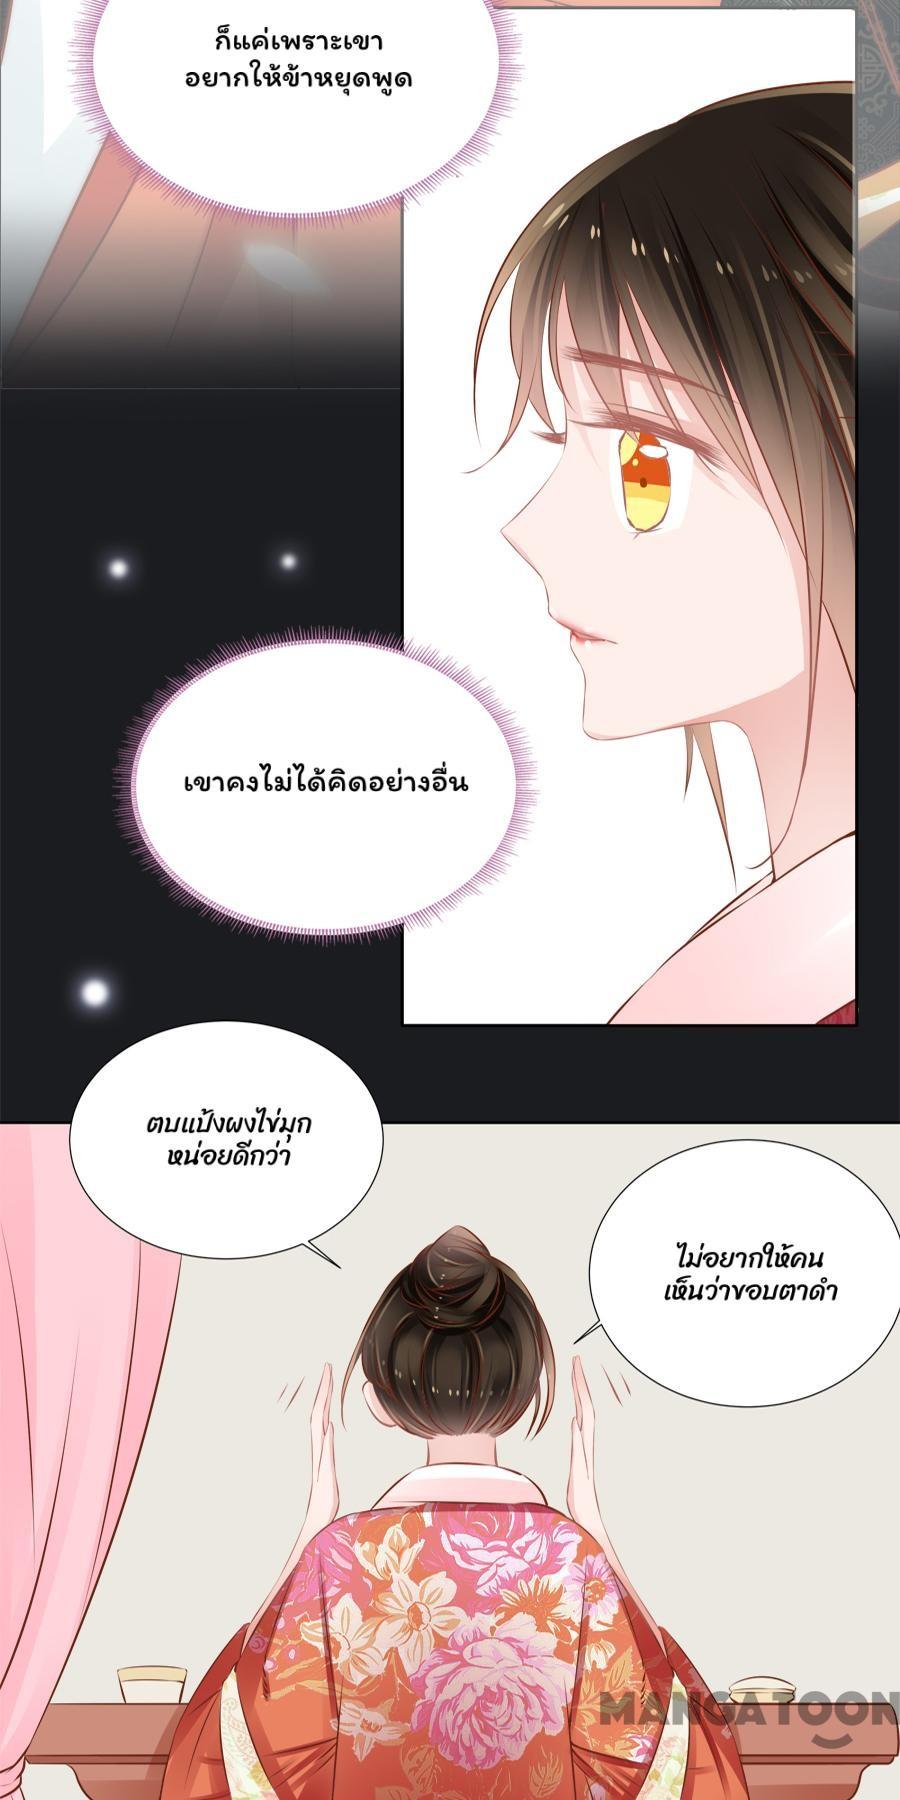 ก็แค่เพราะเขา
อยากให้ข้าหยุดพูด
เขาคงไม่ได้คิดอย่างอื่น
ตบแป้งผงไข่มุก
หน่อยดีกว่า
ไม่อยากให้คน
เห็นว่าขอบตาดำ
MANGATOON